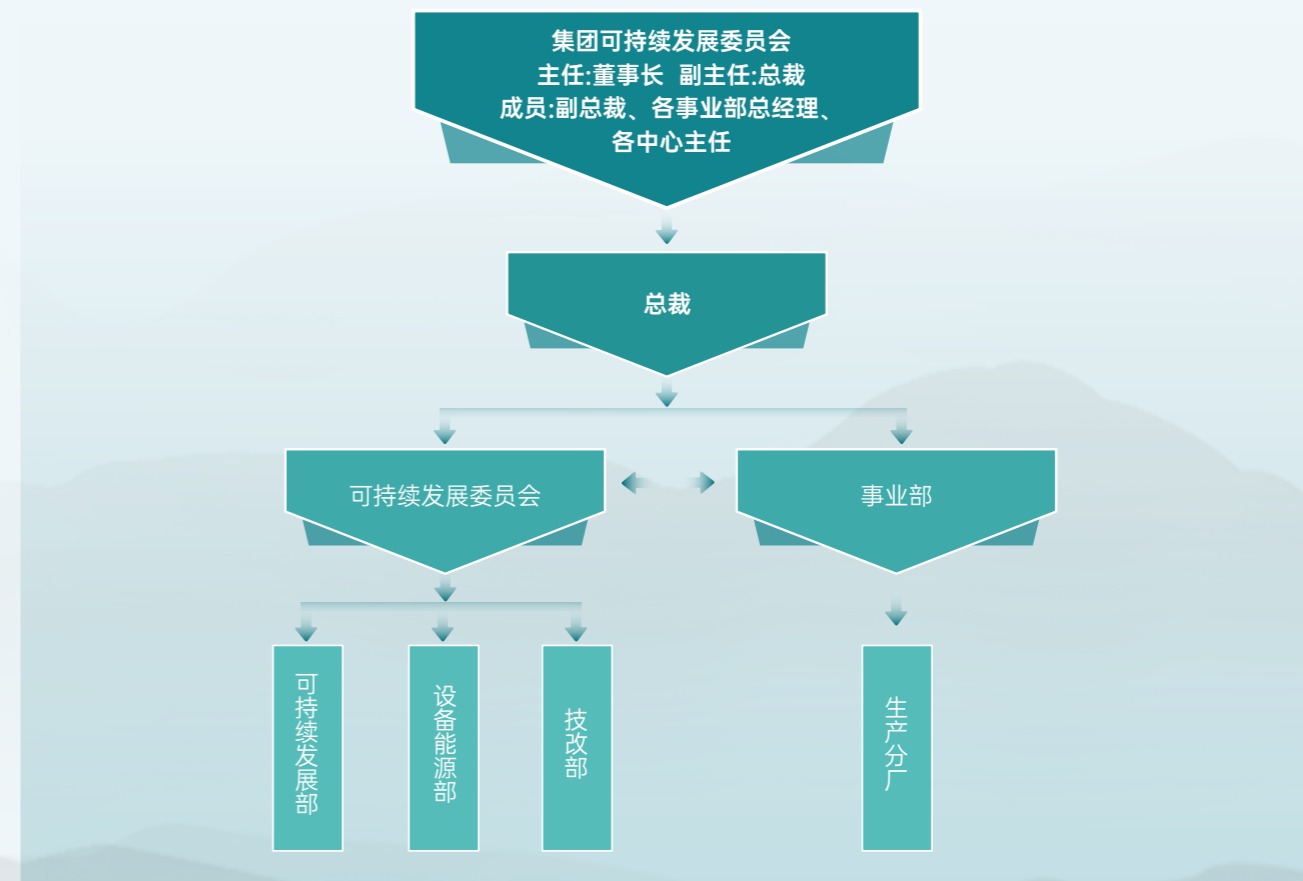 集团可持续发展委员会
主任:董事长 副主任:总裁
成员:副总裁、各事业部总经理、
各中心主任
总裁
可持续发展委员会
事业部
可持续发展部
设备能源部
技改部
生产分厂